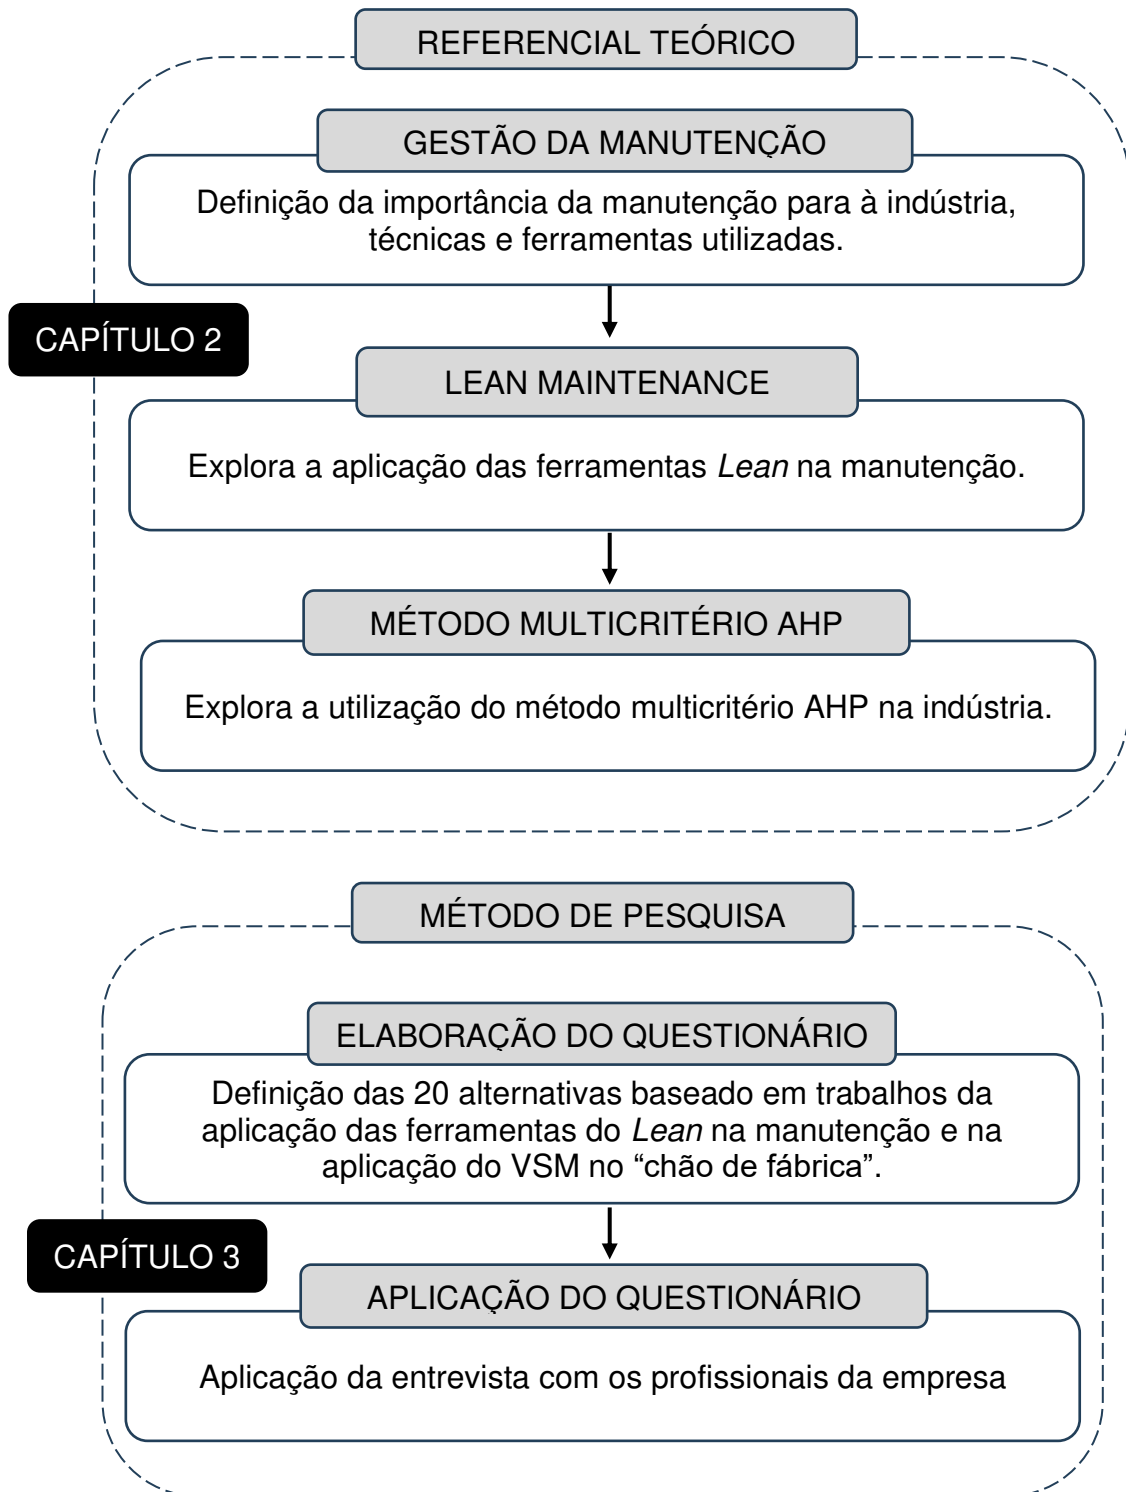 REFERENCIAL TEÓRICO
GESTÃO DA MANUTENÇÃO
Definição da importância da manutenção para à indústria,
técnicas e ferramentas utilizadas.
CAPÍTULO 2
LEAN MAINTENANCE
Explora a aplicação das ferramentas Lean na manutenção.
MÉTODO MULTICRITÉRIO AHP
Explora a utilização do método multicritério AHP na indústria.
MÉTODO DE PESQUISA
ELABORAÇÃO DO QUESTIONÁRIO
Definição das 20 alternativas baseado em trabalhos da
aplicação das ferramentas do Lean na manutenção e na
aplicação do VSM no “chão de fábrica”.
CAPÍTULO 3
APLICAÇÃO DO QUESTIONÁRIO
Aplicação da entrevista com os profissionais da empresa